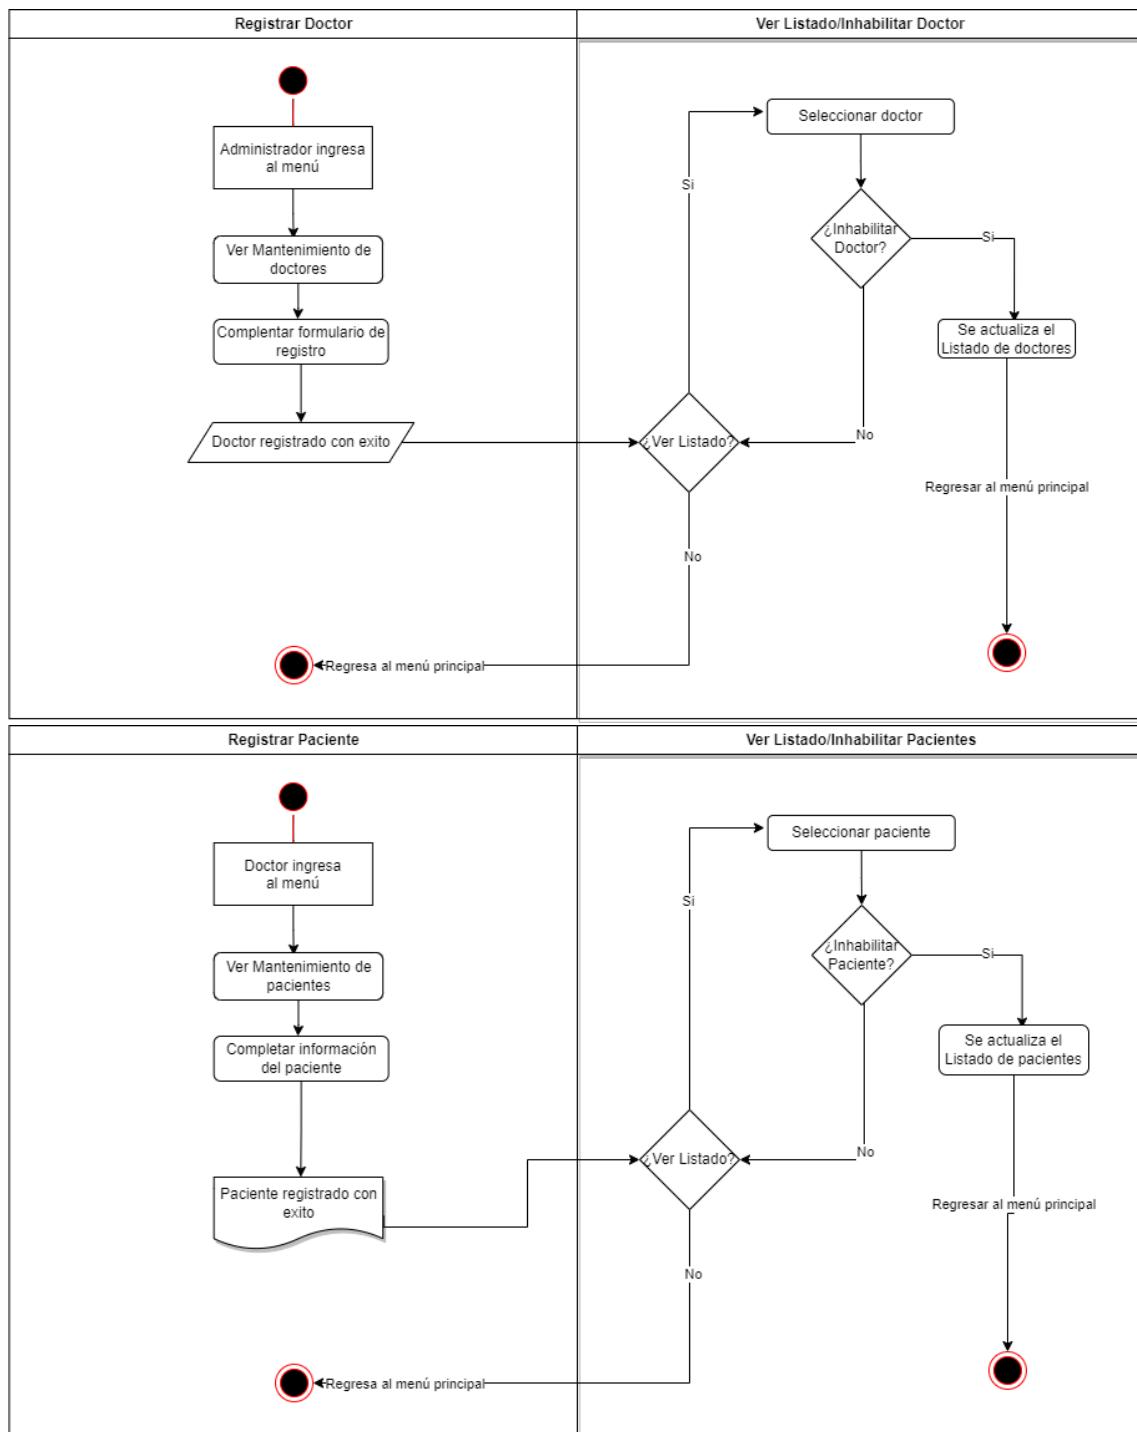 Registrar Doctor
Ver Listado/Inhabilitar Doctor
Administrador ingresa
al menú
Ver Mantenimiento de
doctores
Complentar formulario de
registro
Doctor registrado con exito
Seleccionar doctor
Si
¿Inhabilitar
Doctor?
Si
Se actualiza el
Listado de doctores
No
¿Ver Listado?
Regresar al menú principal
No
Regresa al menú principal
Registrar Paciente
Ver Listado/Inhabilitar Pacientes
Doctor ingresa
al menú
Ver Mantenimiento de
pacientes
Completar información
del paciente
Paciente registrado con
exito
Seleccionar paciente
Si
¿Inhabilitar
Paciente?
Si
Se actualiza el
Listado de pacientes
No
¿Ver Listado?
Regresar al menú principal
No
Regresa al menú principal